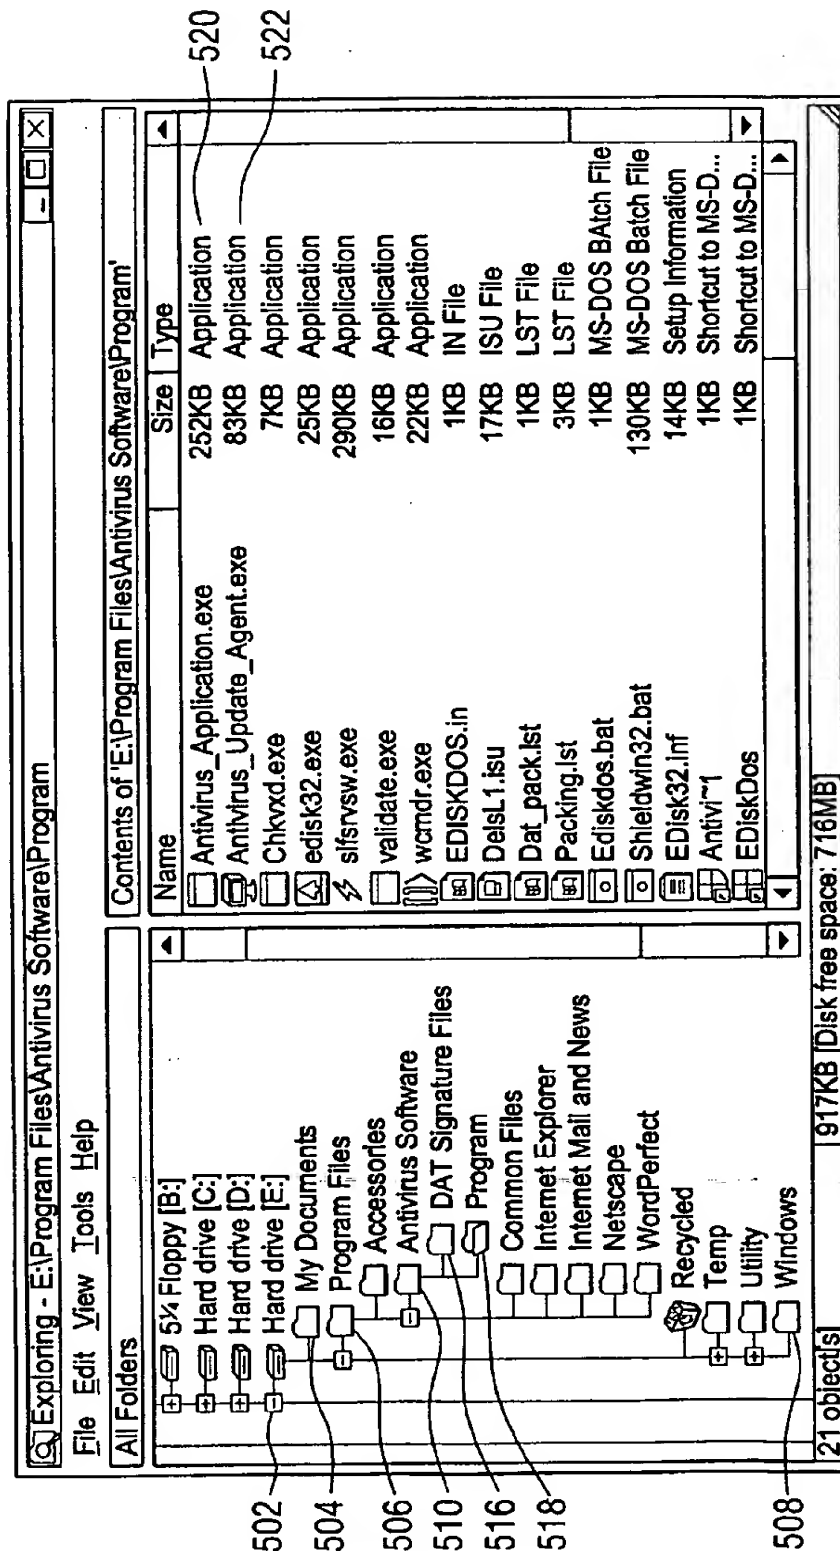 Exploring - E:\Program Files\Antivirus Software\Program
File Edit View Tools Help
All Folders
Contents of 'E:\Program Files\Antivirus Software\Program'
5¼ Floppy [B:]
Hard drive [C:]
Hard drive [D:]
Hard drive [E:]
My Documents
Program Files
Accessories
Antivirus Software
DAT Signature Files
Program
Common Files
Internet Explorer
Internet Mail and News
Netscape
WordPerfect
Recycled
Temp
Utility
Windows
Name Size Type
Antivirus_Application.exe 252KB Application
Antivirus_Update_Agent.exe 83KB Application
Chkvxd.exe 7KB Application
edisk32.exe 25KB Application
slfsrvsw.exe 290KB Application
validate.exe 16KB Application
wcmdr.exe 22KB Application
EDISKDOS.in 1KB IN File
DelsL1.isu 17KB ISU File
Dat_pack.lst 1KB LST File
Packing.lst 3KB LST File
Ediskdos.bat 1KB MS-DOS BAtch File
Shieldwin32.bat 130KB MS-DOS Batch File
EDisk32.inf 14KB Setup Information
Antivi~1 1KB Shortcut to MS-D...
EDiskDos 1KB Shortcut to MS-D...
21 object[s] 917KB [Disk free space: 716MB]
502
504
506
510
516
518
508
520
522